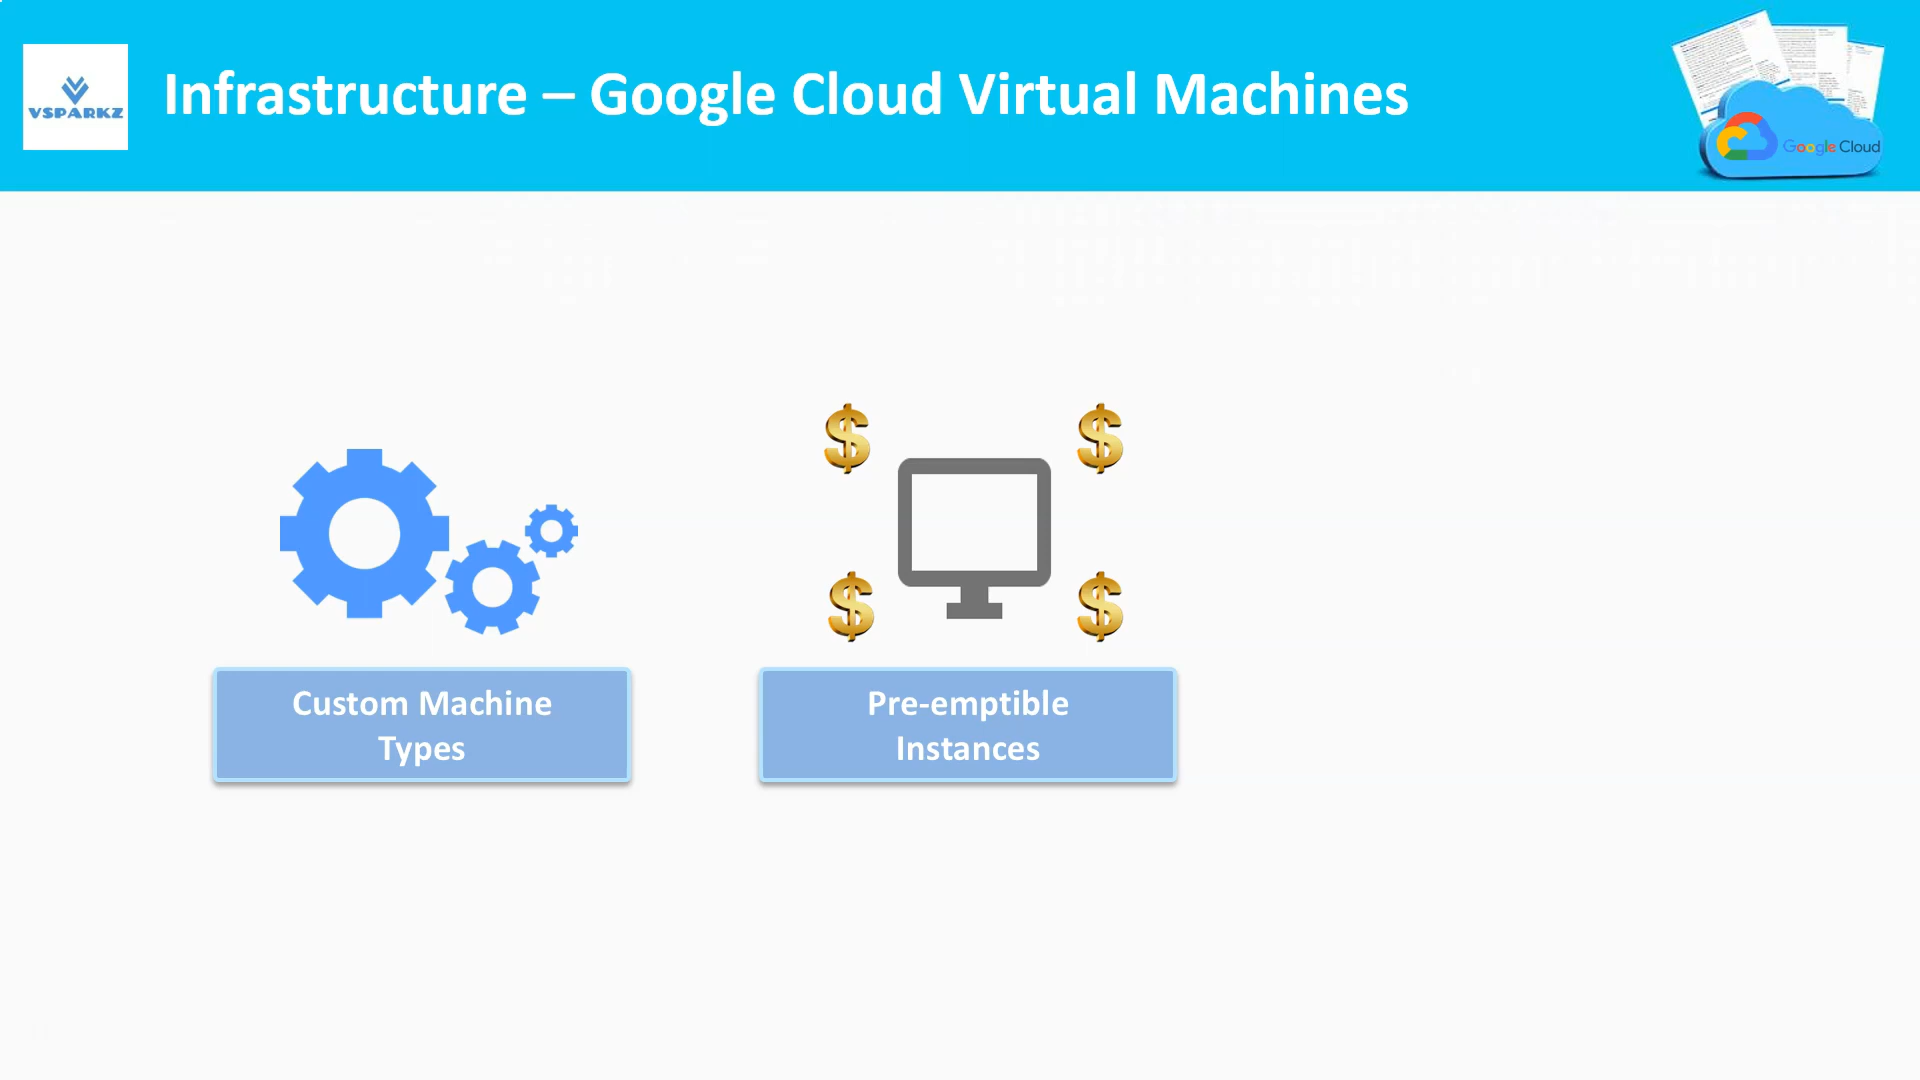 VSPARKZ
Infrastructure – Google Cloud Virtual Machines
Google Cloud
$ $
$ $
Custom Machine
Types
Pre-emptible
Instances